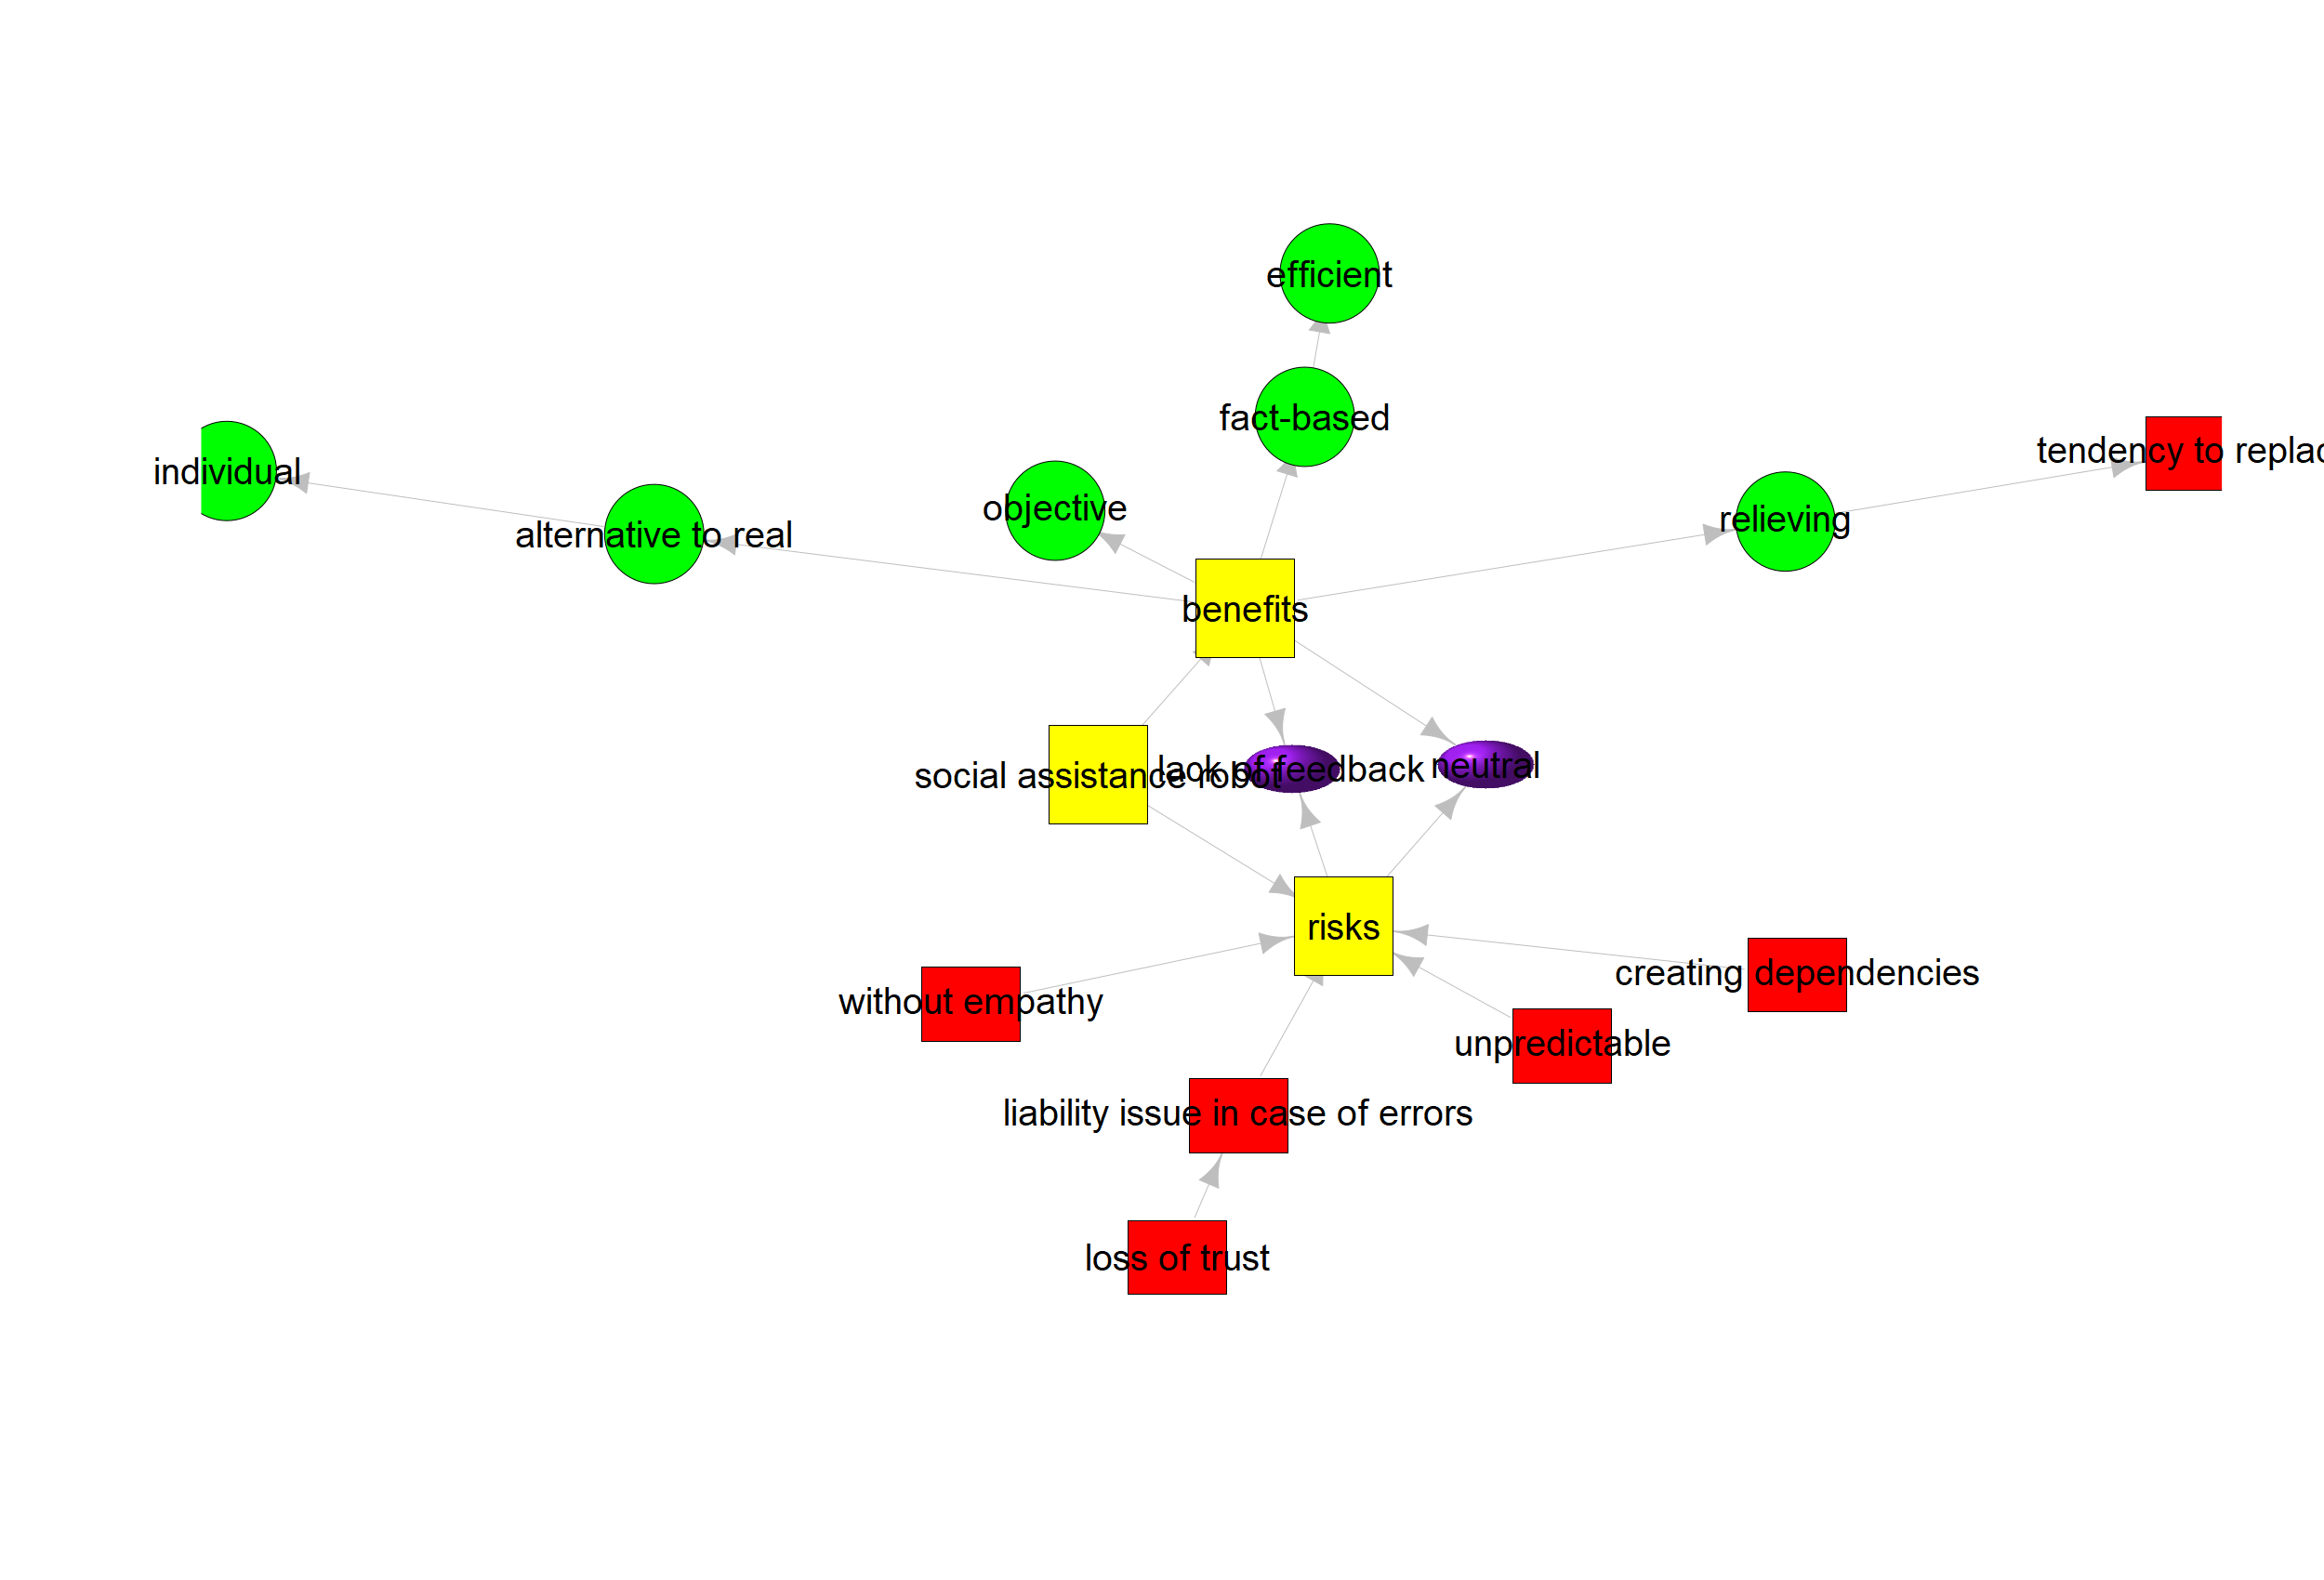 efficient
fact-based
tendency to
individual
objective
relieving
alternative to real
benefits
neutral
lack of feedback
social assistance robot
risks
creating dependencies
without empathy
unpredictable
liability issue in case of errors
loss of trust